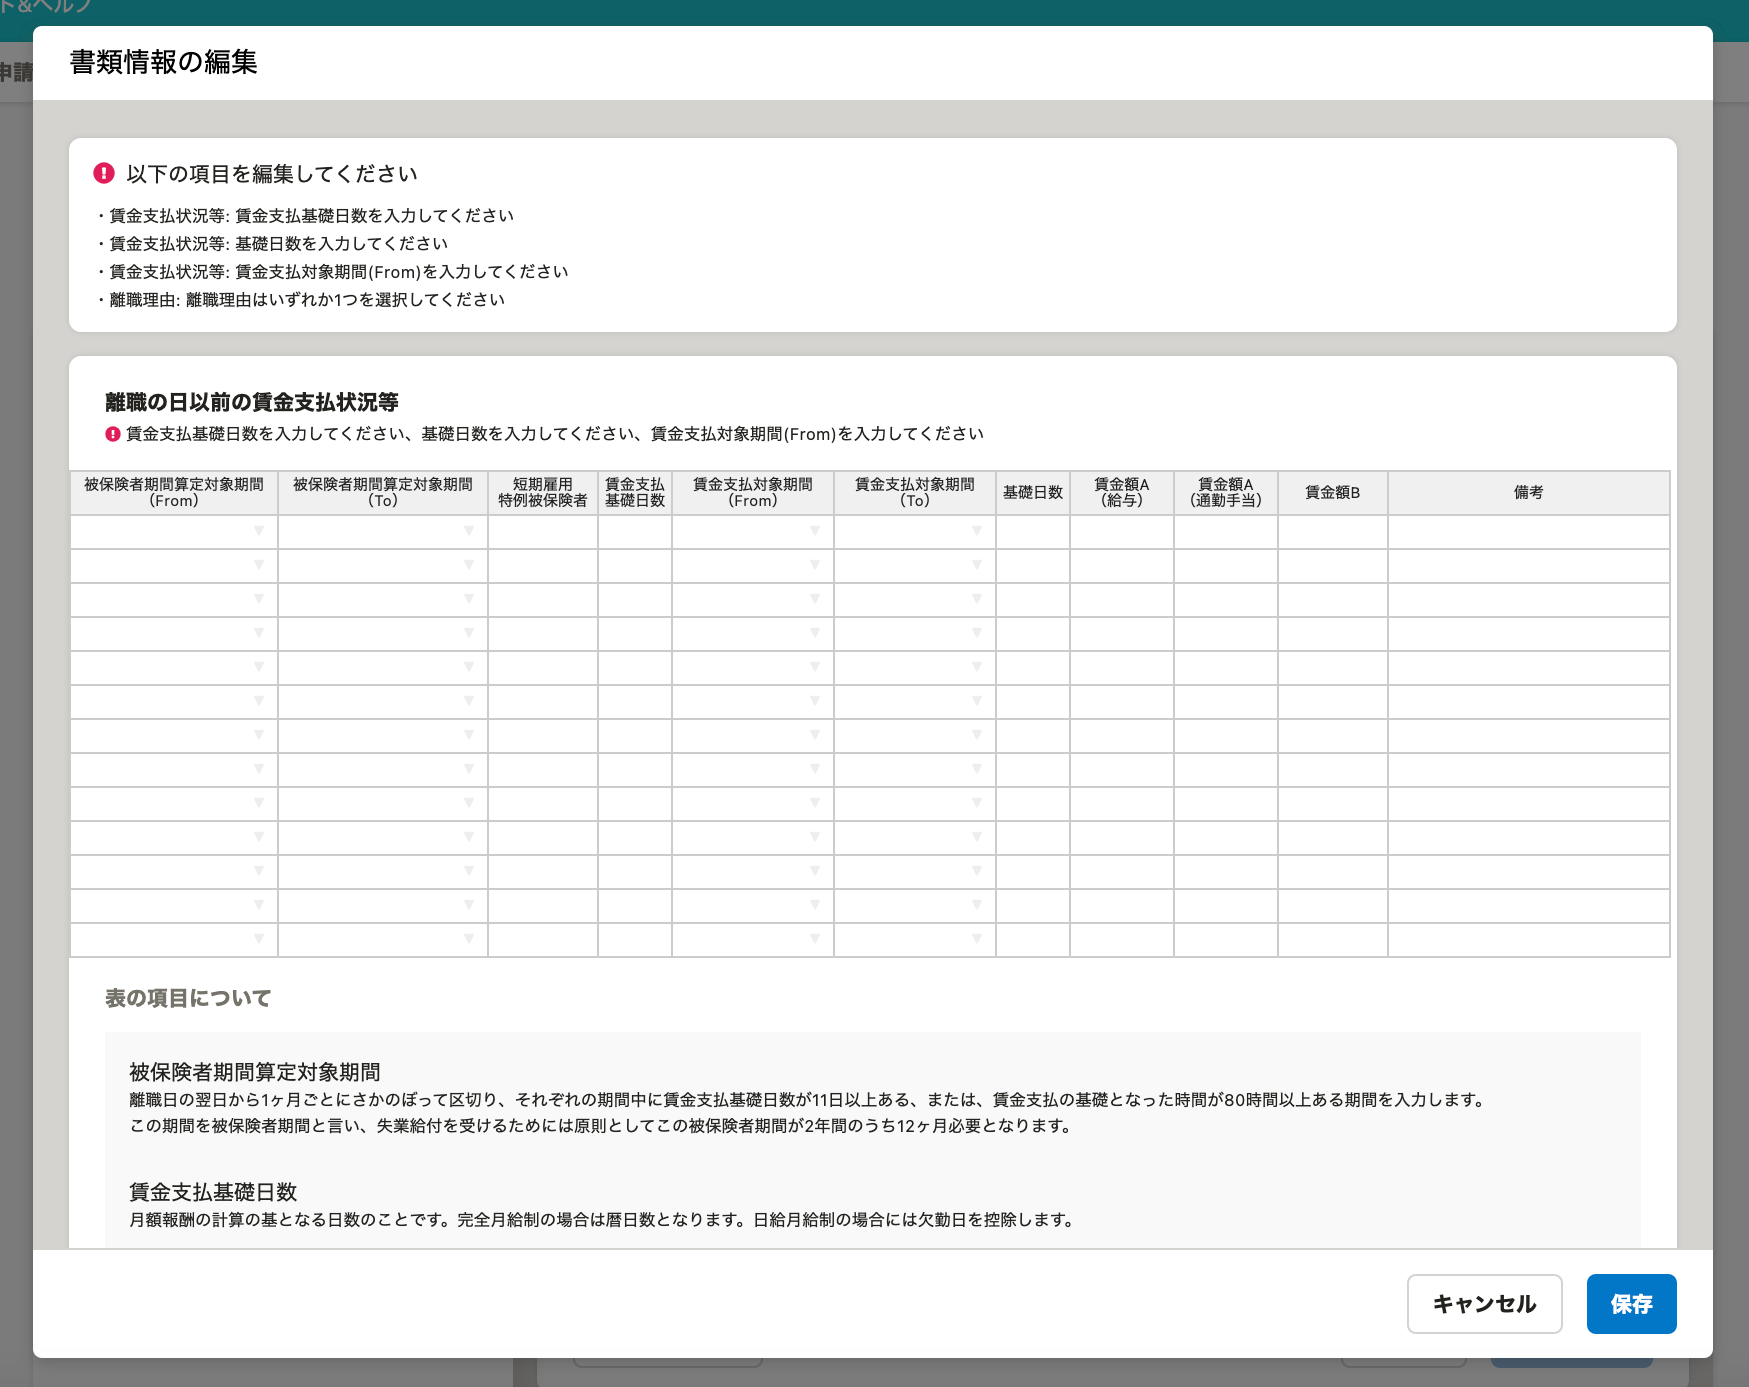 ト&ヘルプ
申請
書類情報の編集
以下の項目を編集してください
・賃金支払状況等: 賃金支払基礎日数を入力してください
・賃金支払状況等: 基礎日数を入力してください
・賃金支払状況等: 賃金支払対象期間(From)を入力してください
・離職理由: 離職理由はいずれか1つを選択してください
離職の日以前の賃金支払状況等
賃金支払基礎日数を入力してください、基礎日数を入力してください、賃金支払対象期間(From)を入力してください
被保険者期間算定対象期間
(From)
被保険者期間算定対象期間
(To)
短期雇用
特例被保険者
賃金支払
基礎日数
賃金支払対象期間
(From)
賃金支払対象期間
(To)
基礎日数
賃金額A
(給与)
賃金額A
(通勤手当)
賃金額B
備考
表の項目について
被保険者期間算定対象期間
離職日の翌日から1ヶ月ごとにさかのぼって区切り、それぞれの期間中に賃金支払基礎日数が11日以上ある、または、賃金支払の基礎となった時間が80時間以上ある期間を入力します。
この期間を被保険者期間と言い、失業給付を受けるためには原則としてこの被保険者期間が2年間のうち12ヶ月必要となります。
賃金支払基礎日数
月額報酬の計算の基となる日数のことです。完全月給制の場合は暦日数となります。日給月給制の場合には欠勤日を控除します。
キャンセル
保存